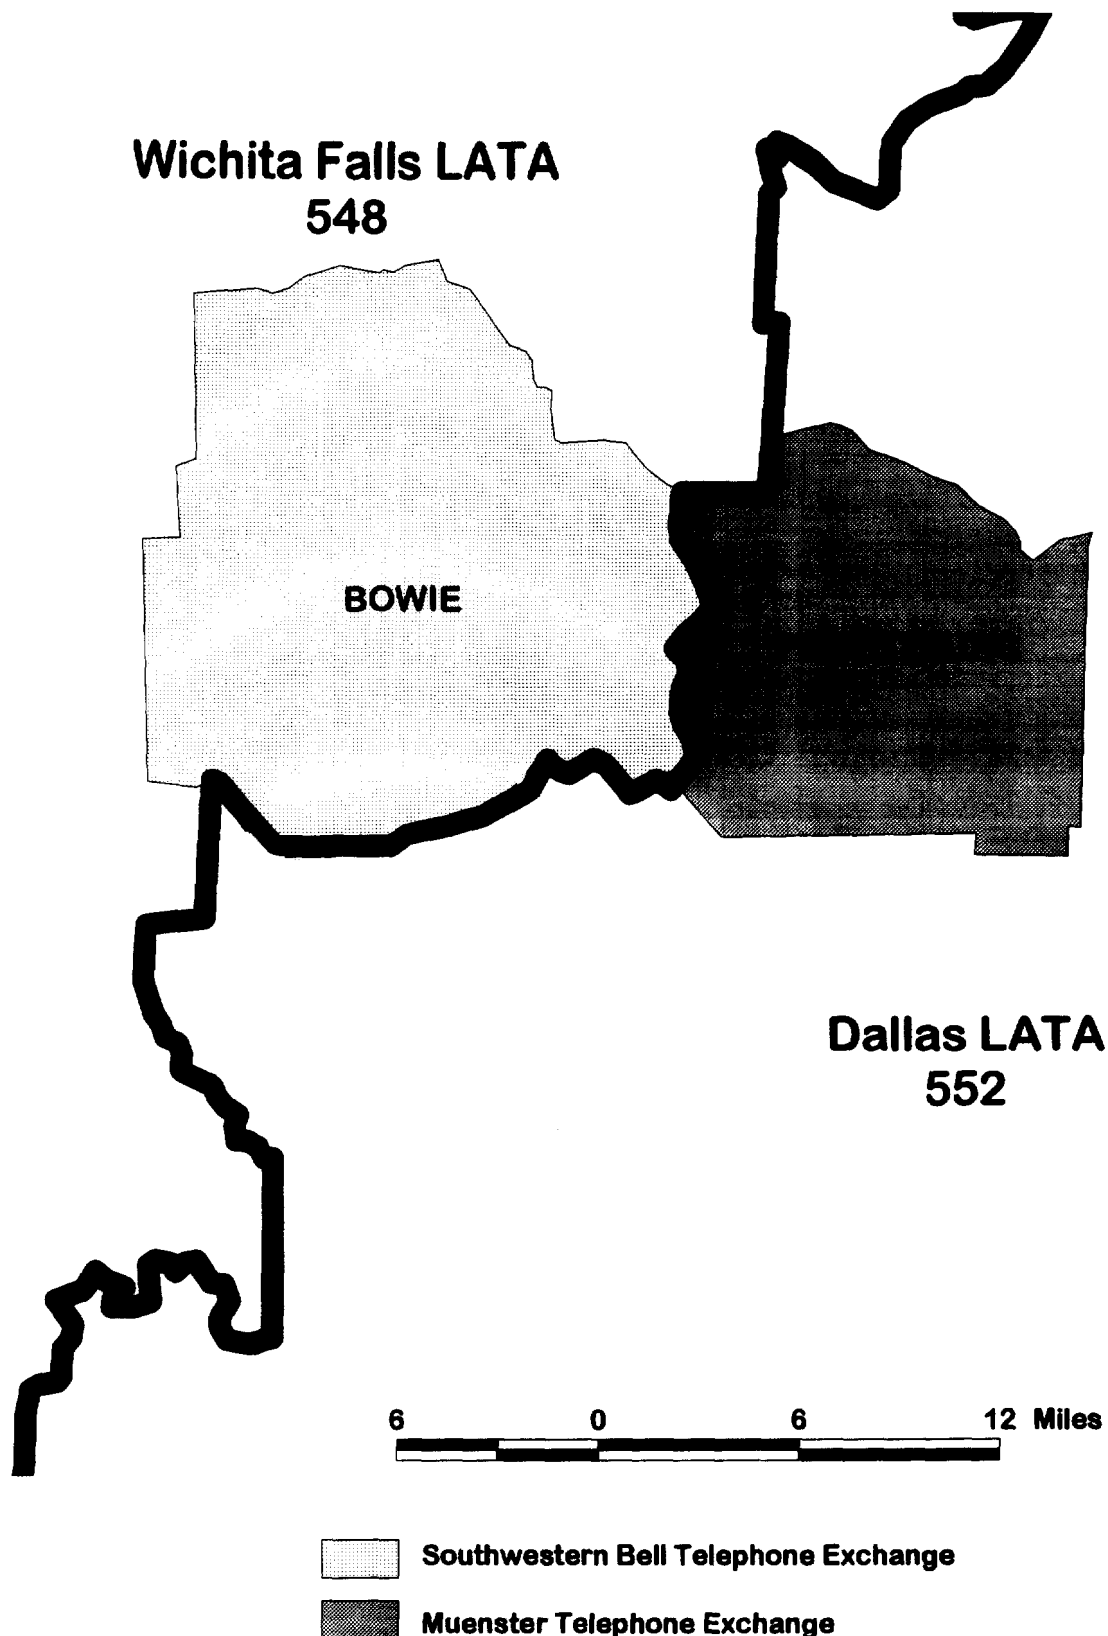 Wichita Falls LATA
548
BOWIE
Dallas LATA
552
6 0 6 12 Miles
Southwestern Bell Telephone Exchange
Muenster Telephone Exchange